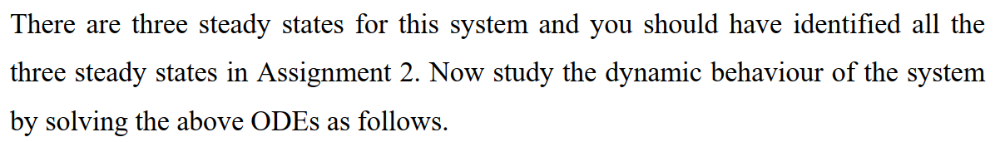 There are three steady states for this system and you should have identified all the
three steady states in Assignment 2. Now study the dynamic behaviour of the system
by solving the above ODEs as follows.